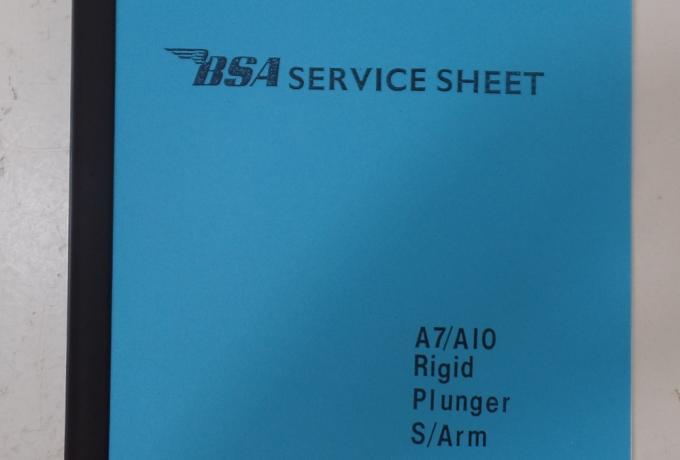 BSA SERVICE SHEET
A7/A10
Rigid
Plunger
S/Arm